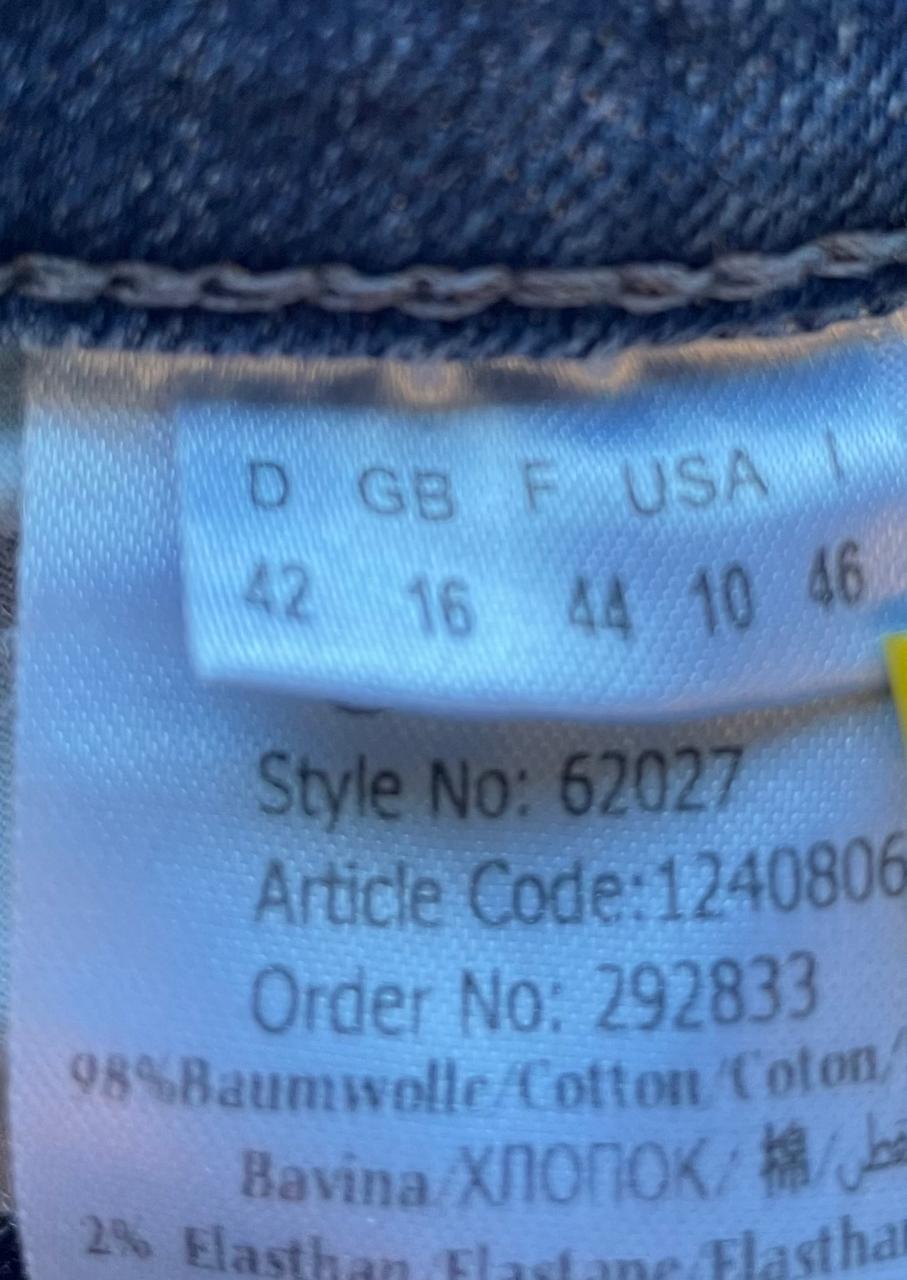 D GB F USA I
42 16 44 10 46
Style No: 62027
Article Code:1240806
Order No: 292833
98%Baumwolle/Cotton/Coton/
Bavina/ХЛОПОК/棉/
2% Elasthan/Elastane/Elasthan